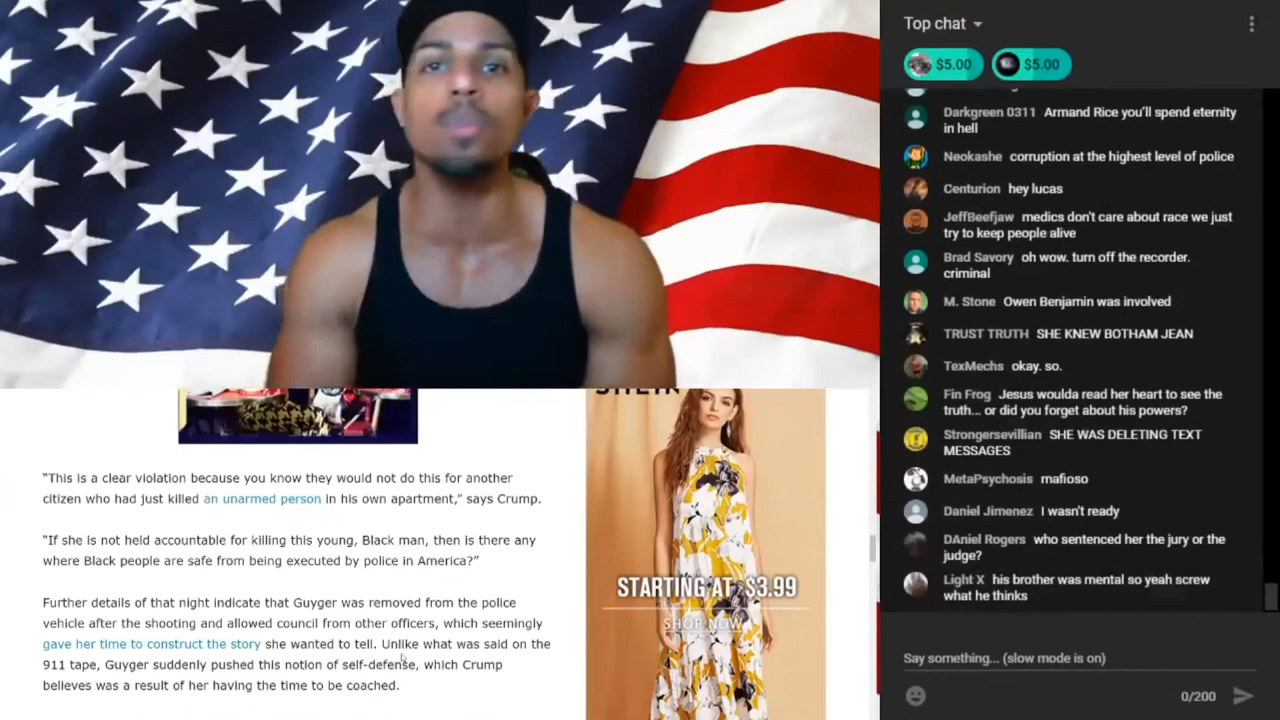 Top chat
$5.00
$5.00
Darkgreen 0311 Armand Rice you'll spend eternity
in hell
Neokashe corruption at the highest level of police
Centurion hey lucas
JeffBeefjaw medics don't care about race we just
try to keep people alive
Brad Savory oh wow. turn off the recorder.
criminal
M. Stone Owen Benjamin was involved
TRUST TRUTH SHE KNEW BOTHAM JEAN
TexMechs okay. so.
Fin Frog Jesus woulda read her heart to see the
truth... or did you forget about his powers?
Strongersevillian SHE WAS DELETING TEXT
MESSAGES
MetaPsychosis mafioso
Daniel Jimenez I wasn't ready
DAniel Rogers who sentenced her the jury or the
judge?
Light X his brother was mental so yeah screw
what he thinks
Say something... (slow mode is on)
0/200
“This is a clear violation because you know they would not do this for another
citizen who had just killed an unarmed person in his own apartment,” says Crump.
“If she is not held accountable for killing this young, Black man, then is there any
where Black people are safe from being executed by police in America?”
Further details of that night indicate that Guyger was removed from the police
vehicle after the shooting and allowed council from other officers, which seemingly
gave her time to construct the story she wanted to tell. Unlike what was said on the
911 tape, Guyger suddenly pushed this notion of self-defense, which Crump
believes was a result of her having the time to be coached.
SHEIN
STARTING AT $3.99
SHOP NOW